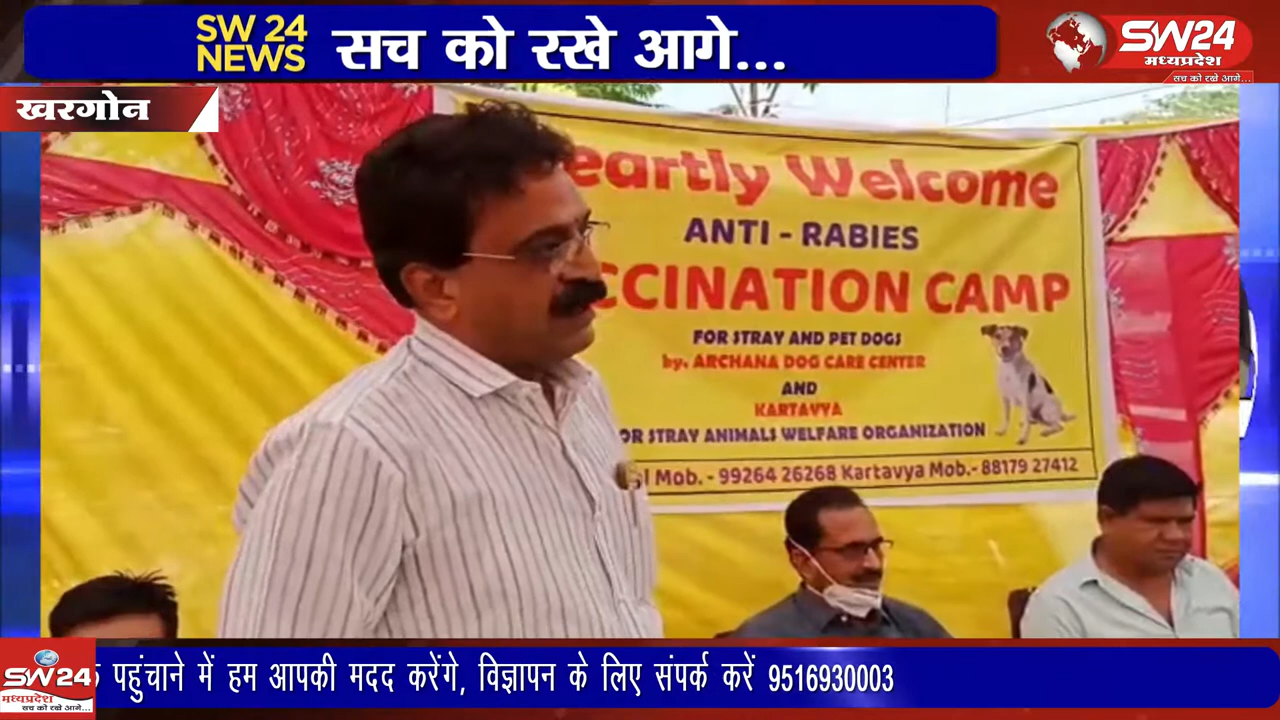 SW 24 NEWS सच को रखे आगे...
SW24
मध्यप्रदेश
सच को रखे आगे...
खरगोन
eartly Welcome
ANTI - RABIES
CCINATION CAMP
FOR STRAY AND PET DOGS
by. ARCHANA DOG CARE CENTER
AND
KARTAVYA
OR STRAY ANIMALS WELFARE ORGANIZATION
Mob. - 99264 26268 Kartavya Mob.- 88179 27412
SW24
मध्यप्रदेश
सच को रखे आगे...
पहुंचाने में हम आपकी मदद करेंगे, विज्ञापन के लिए संपर्क करें 9516930003